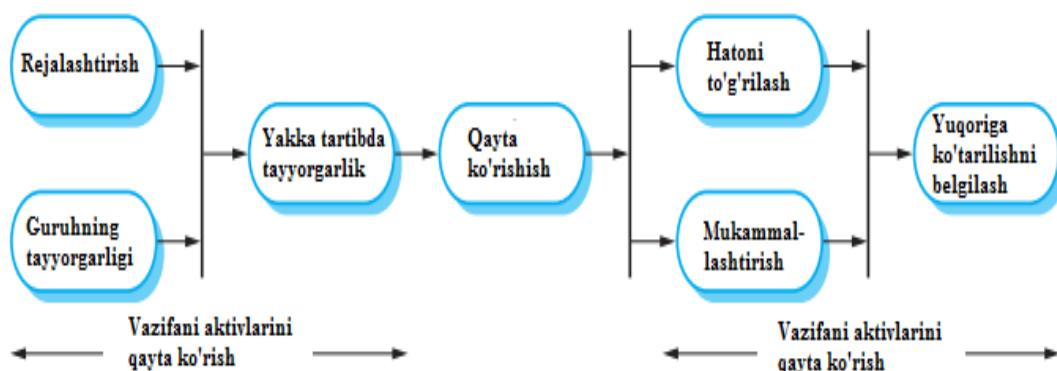 Rejalashtirish
Guruhning
tayyorgarligi
Yakka tartibda
tayyorgarlik
Qayta
ko'rishish
Hatoni
to'g'rilash
Mukammal-
lashtirish
Yuqoriga
ko'tarilishni
belgilash
Vazifani aktivlarini
qayta ko'rish
Vazifani aktivlarini
qayta ko'rish